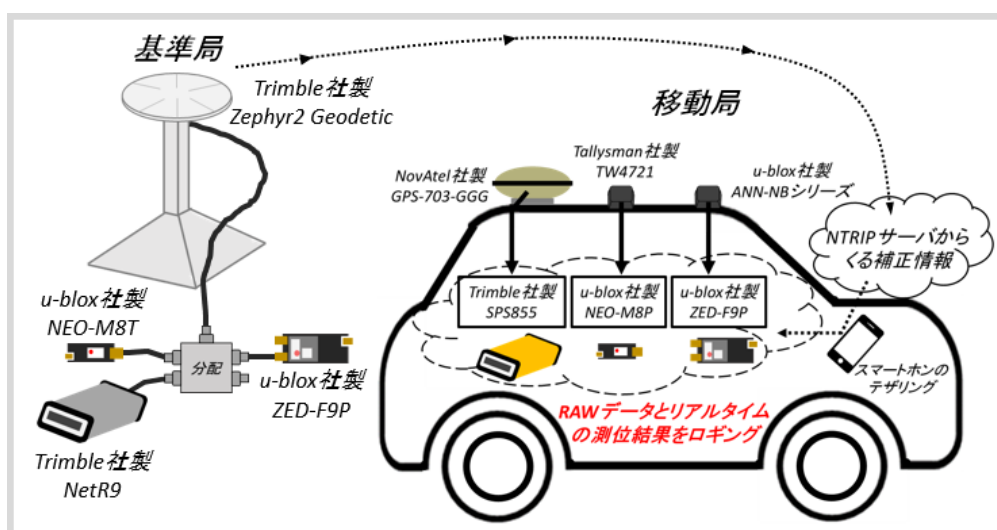 基準局
Trimble社製
Zephyr2 Geodetic
u-blox社製
NEO-M8T
分配
u-blox社製
ZED-F9P
Trimble社製
NetR9
移動局
NovAtel社製
GPS-703-GGG
Tallysman社製
TW4721
u-blox社製
ANN-NBシリーズ
NTRIPサーバから
くる補正情報
Trimble社製
SPS855
u-blox社製
NEO-M8P
u-blox社製
ZED-F9P
スマートホンの
テザリング
RAWデータとリアルタイム
の測位結果をロギング